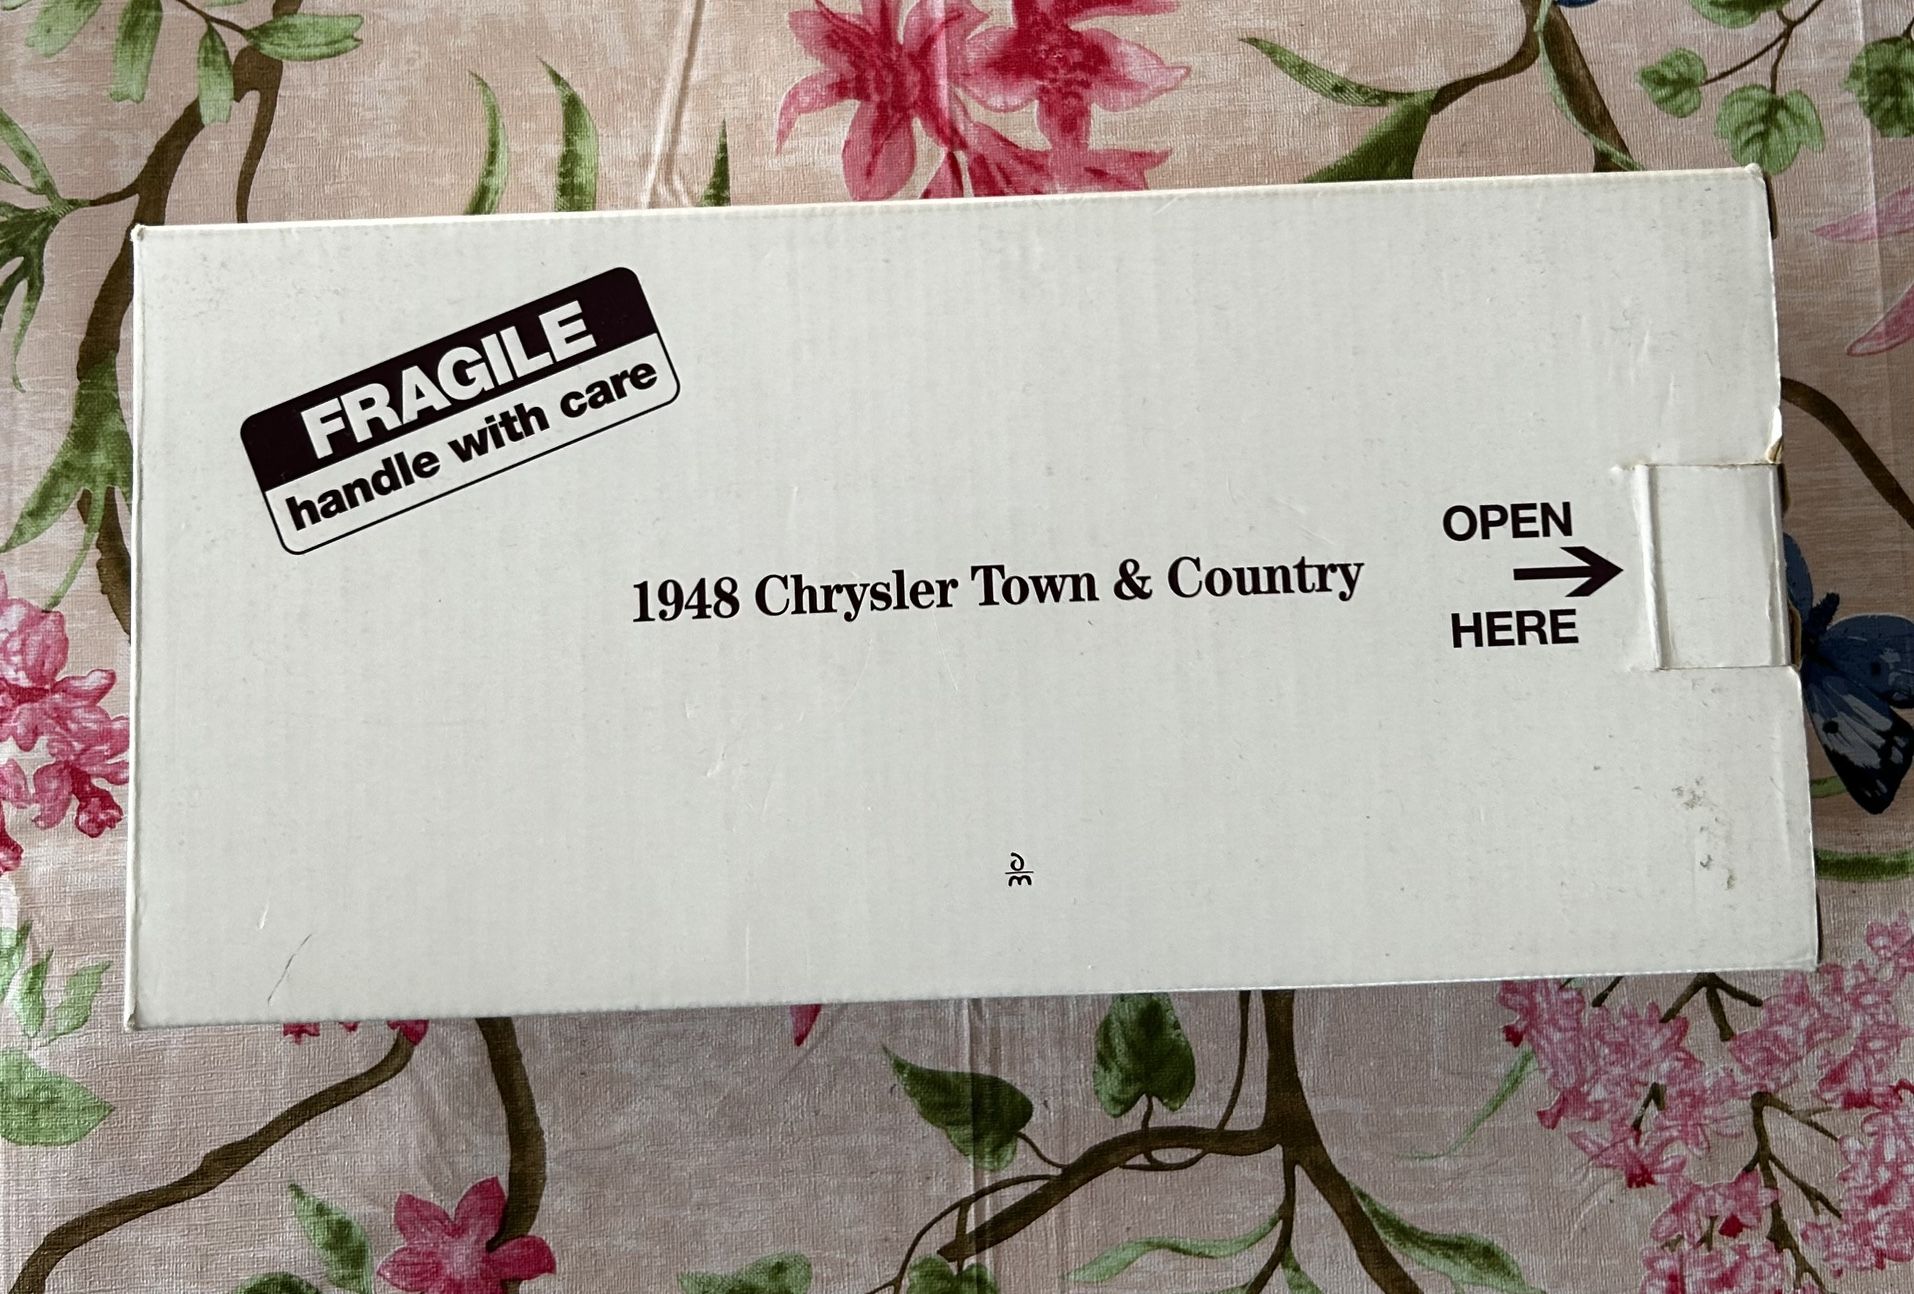 FRAGILE
handle with care
1948 Chrysler Town & Country
OPEN
HERE